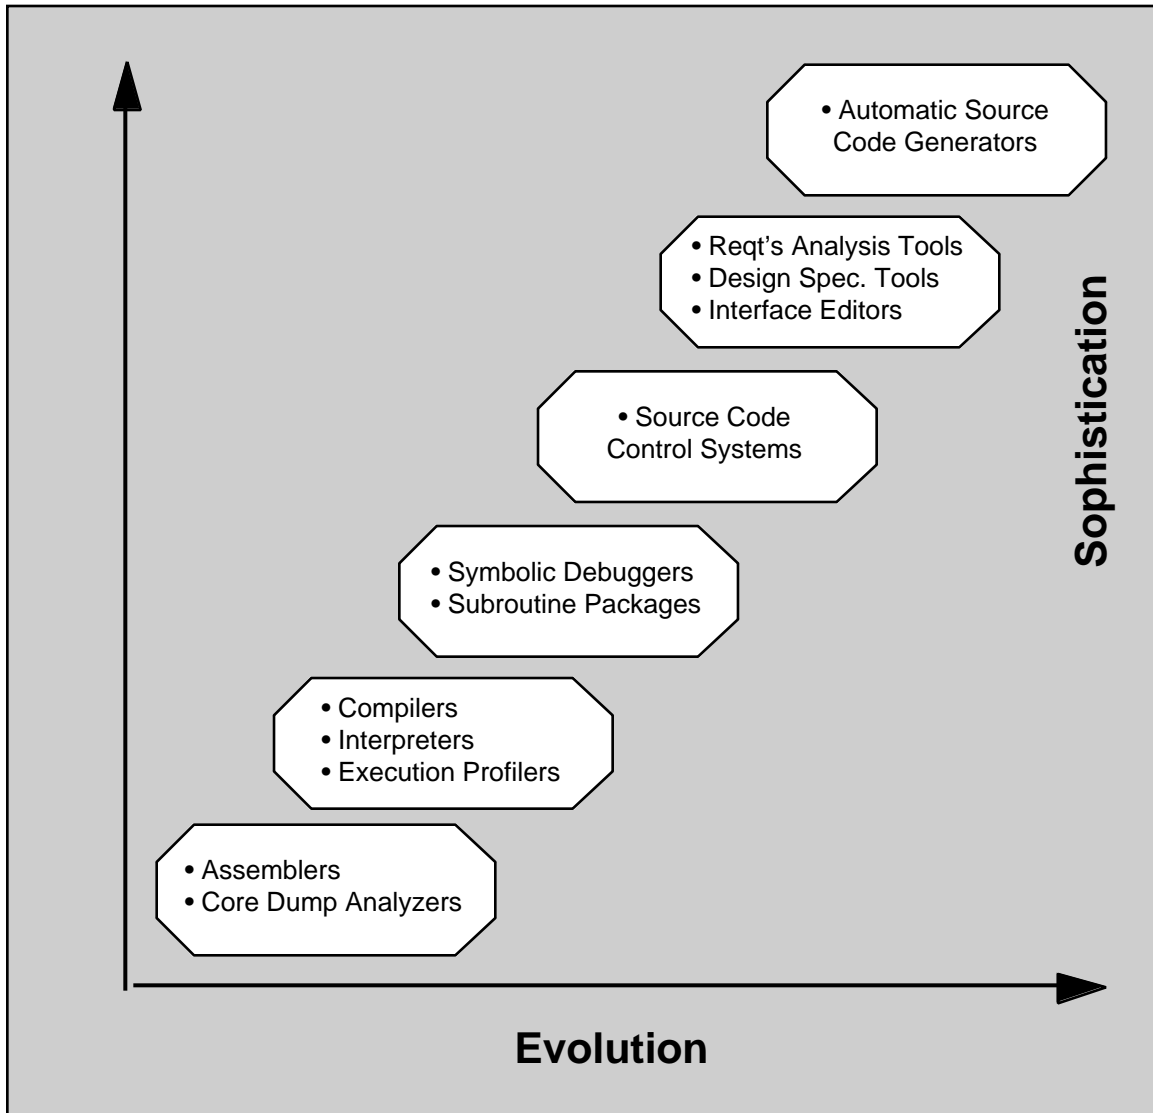 • Automatic Source
Code Generators
• Reqt's Analysis Tools
• Design Spec. Tools
• Interface Editors
• Source Code
Control Systems
• Symbolic Debuggers
• Subroutine Packages
• Compilers
• Interpreters
• Execution Profilers
• Assemblers
• Core Dump Analyzers
Sophistication
Evolution